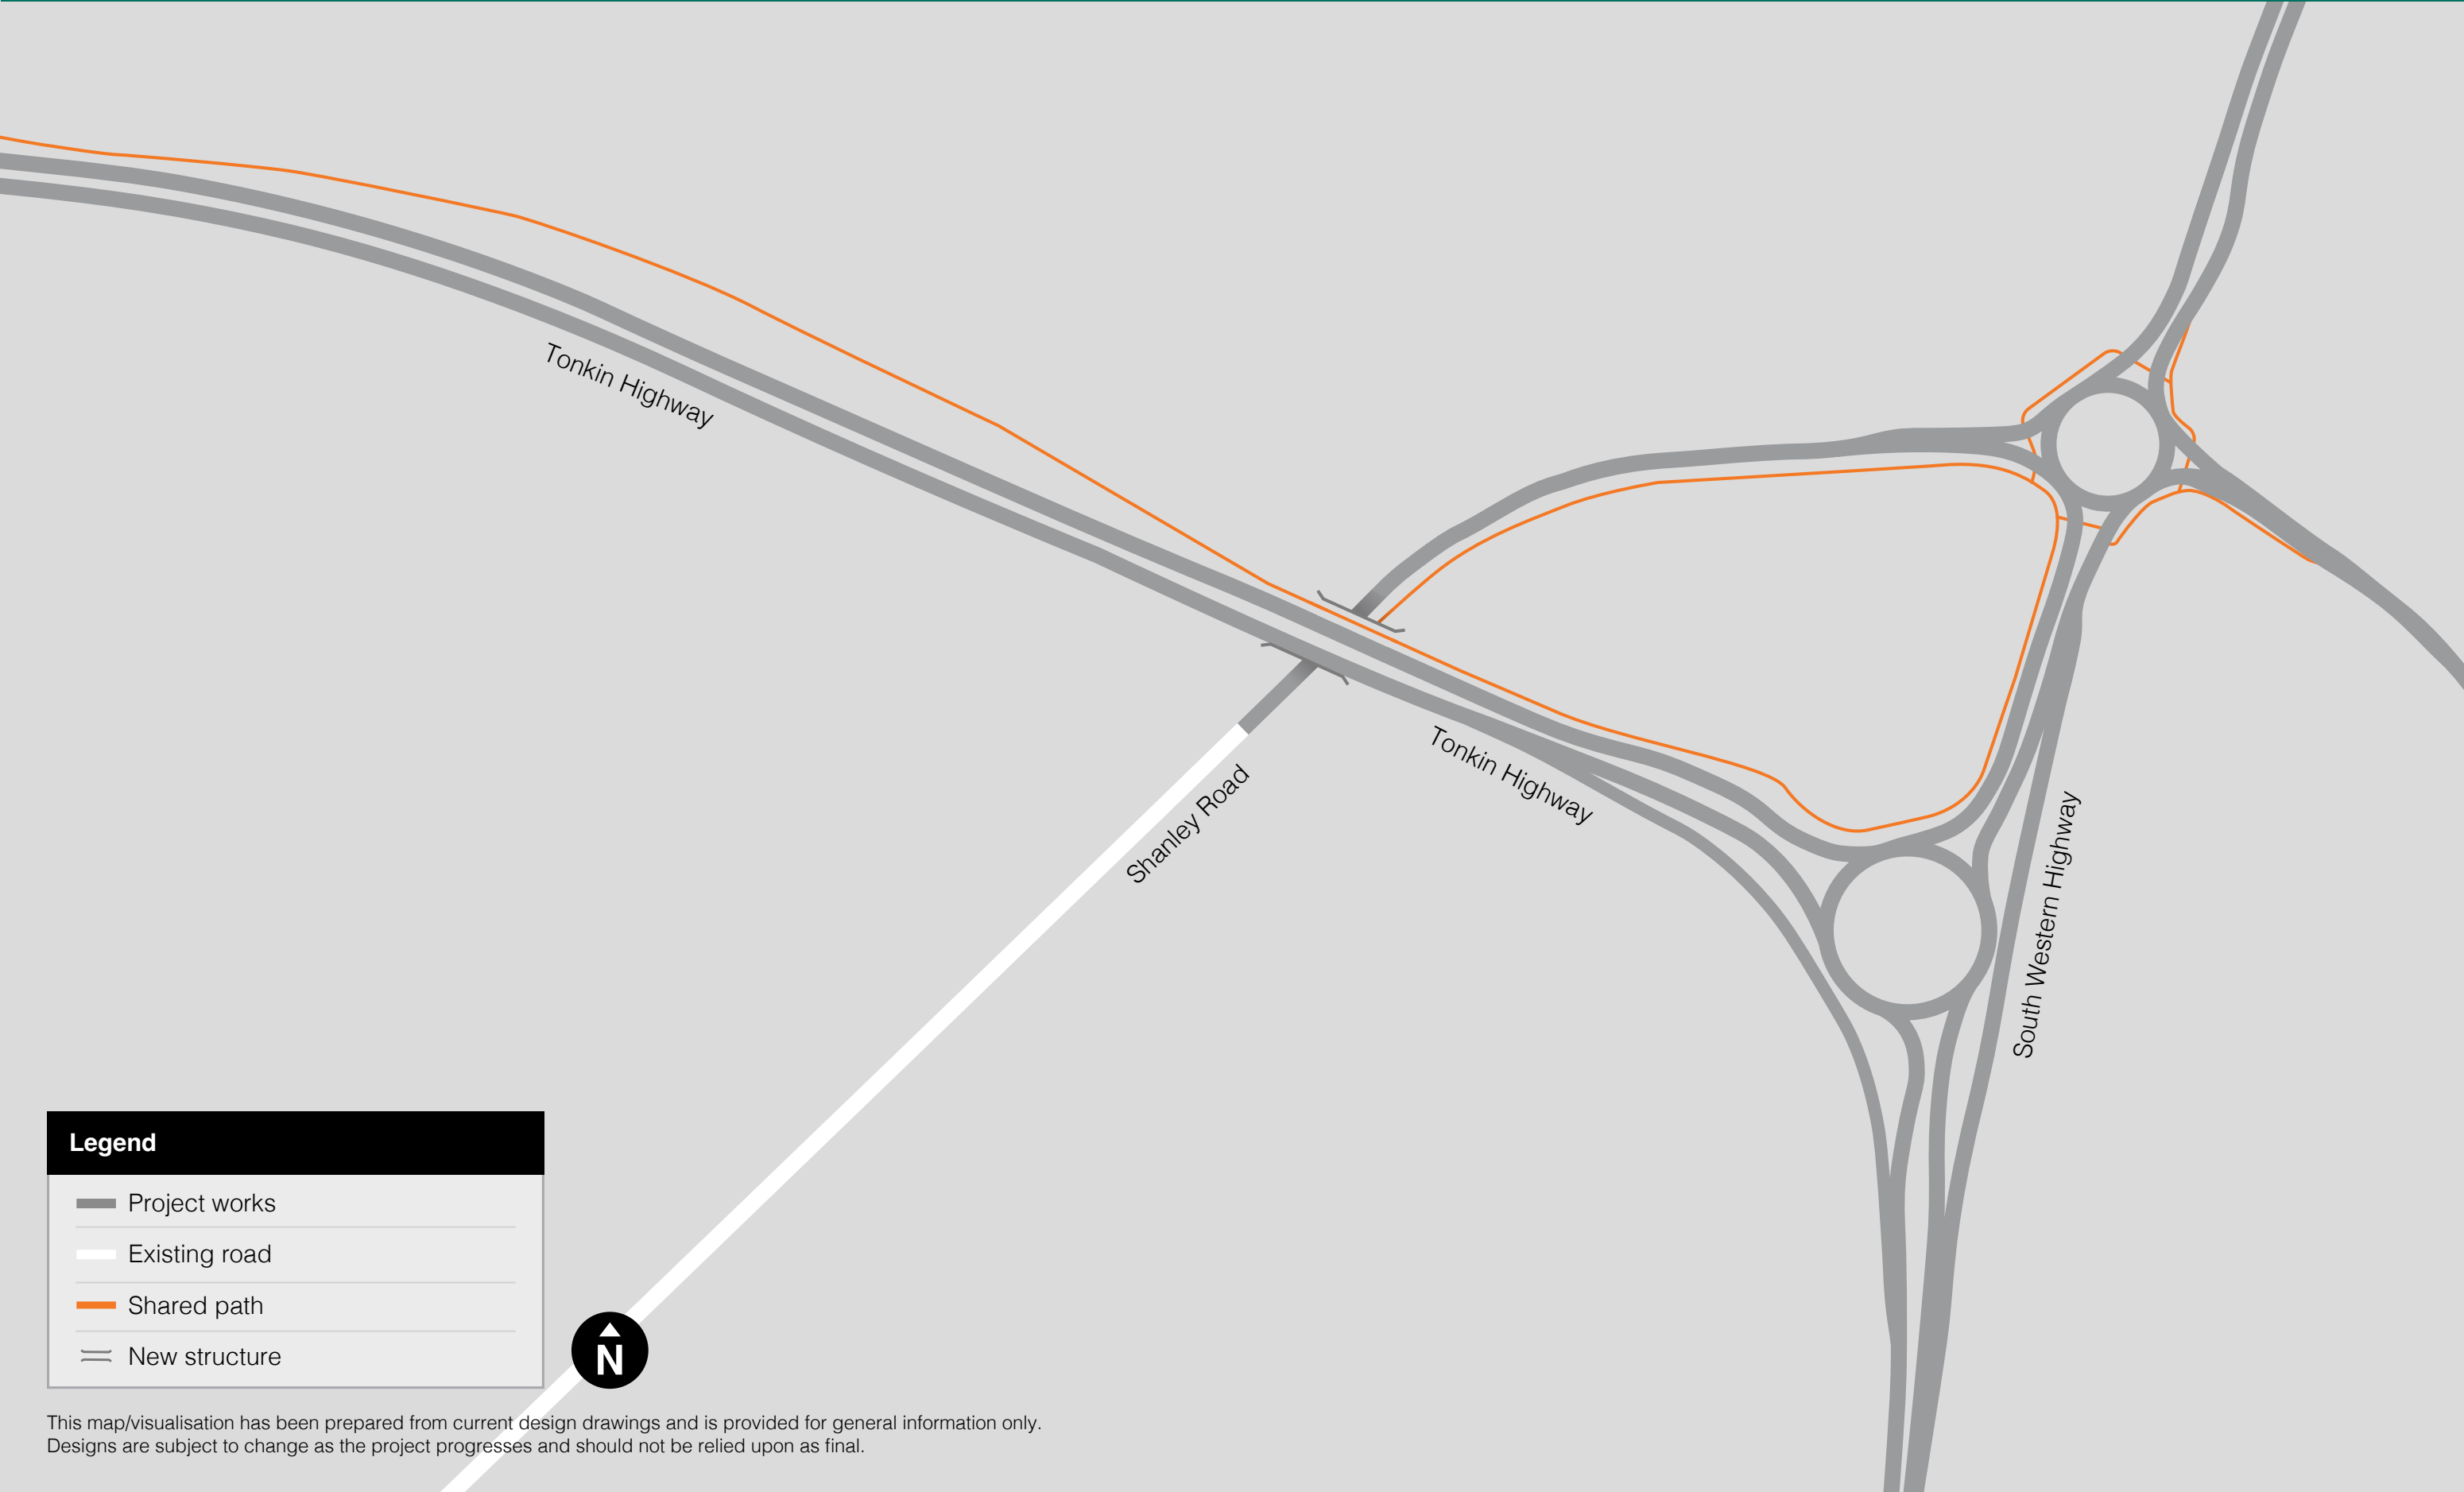 Tonkin Highway
Tonkin Highway
Shanley Road
South Western Highway
Legend
Project works
Existing road
Shared path
New structure
N
This map/visualisation has been prepared from current design drawings and is provided for general information only.
Designs are subject to change as the project progresses and should not be relied upon as final.